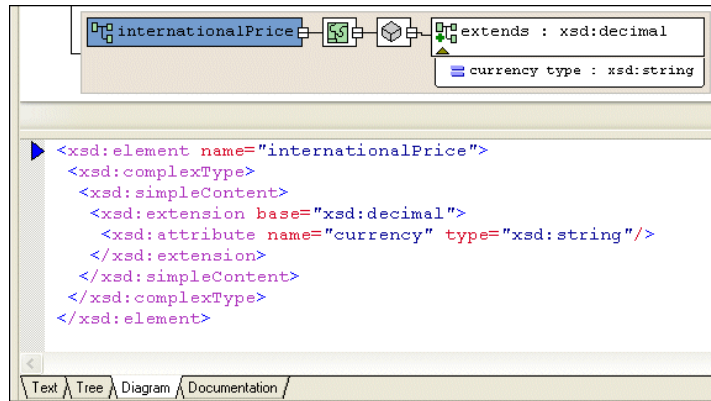 internationalPrice
extends : xsd:decimal
currency type : xsd:string
<xsd:element name="internationalPrice">
<xsd:complexType>
<xsd:simpleContent>
<xsd:extension base="xsd:decimal">
<xsd:attribute name="currency" type="xsd:string"/>
</xsd:extension>
</xsd:simpleContent>
</xsd:complexType>
</xsd:element>
Text Tree Diagram Documentation